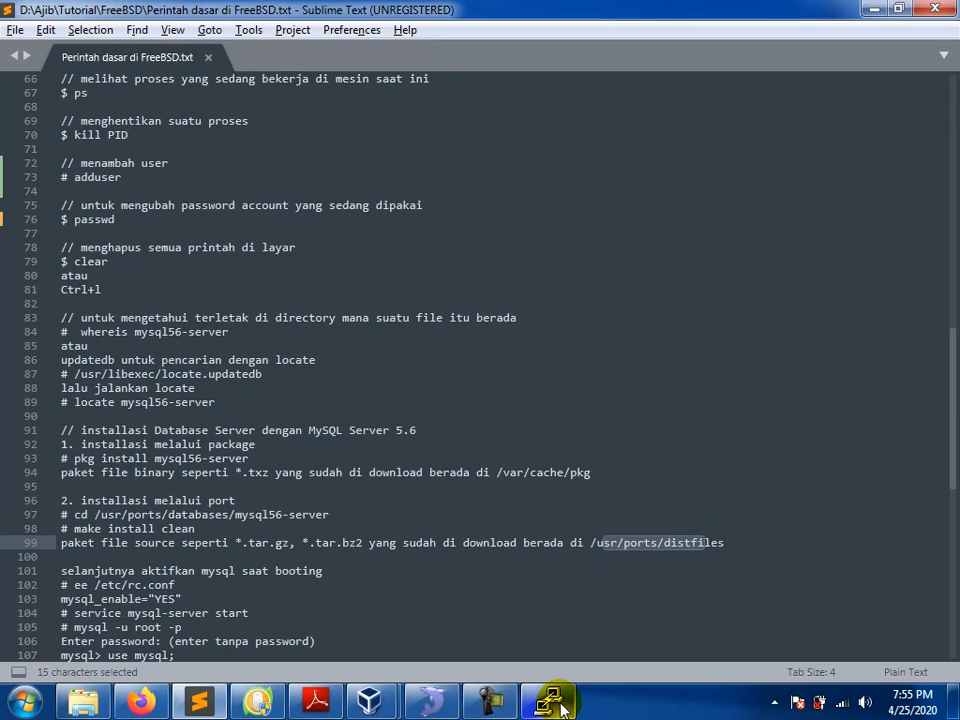 D:\Ajib\Tutorial\FreeBSD\Perintah dasar di FreeBSD.txt - Sublime Text (UNREGISTERED)
File Edit Selection Find View Goto Tools Project Preferences Help
Perintah dasar di FreeBSD.txt
66 // melihat proses yang sedang bekerja di mesin saat ini
67 $ ps
68
69 // menghentikan suatu proses
70 $ kill PID
71
72 // menambah user
73 # adduser
74
75 // untuk mengubah password account yang sedang dipakai
76 $ passwd
77
78 // menghapus semua printah di layar
79 $ clear
80 atau
81 Ctrl+l
82
83 // untuk mengetahui terletak di directory mana suatu file itu berada
84 #  whereis mysql56-server
85 atau
86 updatedb untuk pencarian dengan locate
87 # /usr/libexec/locate.updatedb
88 lalu jalankan locate
89 # locate mysql56-server
90
91 // installasi Database Server dengan MySQL Server 5.6
92 1. installasi melalui package
93 # pkg install mysql56-server
94 paket file binary seperti *.txz yang sudah di download berada di /var/cache/pkg
95
96 2. installasi melalui port
97 # cd /usr/ports/databases/mysql56-server
98 # make install clean
99 paket file source seperti *.tar.gz, *.tar.bz2 yang sudah di download berada di /usr/ports/distfiles
100
101 selanjutnya aktifkan mysql saat booting
102 # ee /etc/rc.conf
103 mysql_enable="YES"
104 # service mysql-server start
105 # mysql -u root -p
106 Enter password: (enter tanpa password)
107 mysql> use mysql;
15 characters selected
Tab Size: 4
Plain Text
7:55 PM
4/25/2020